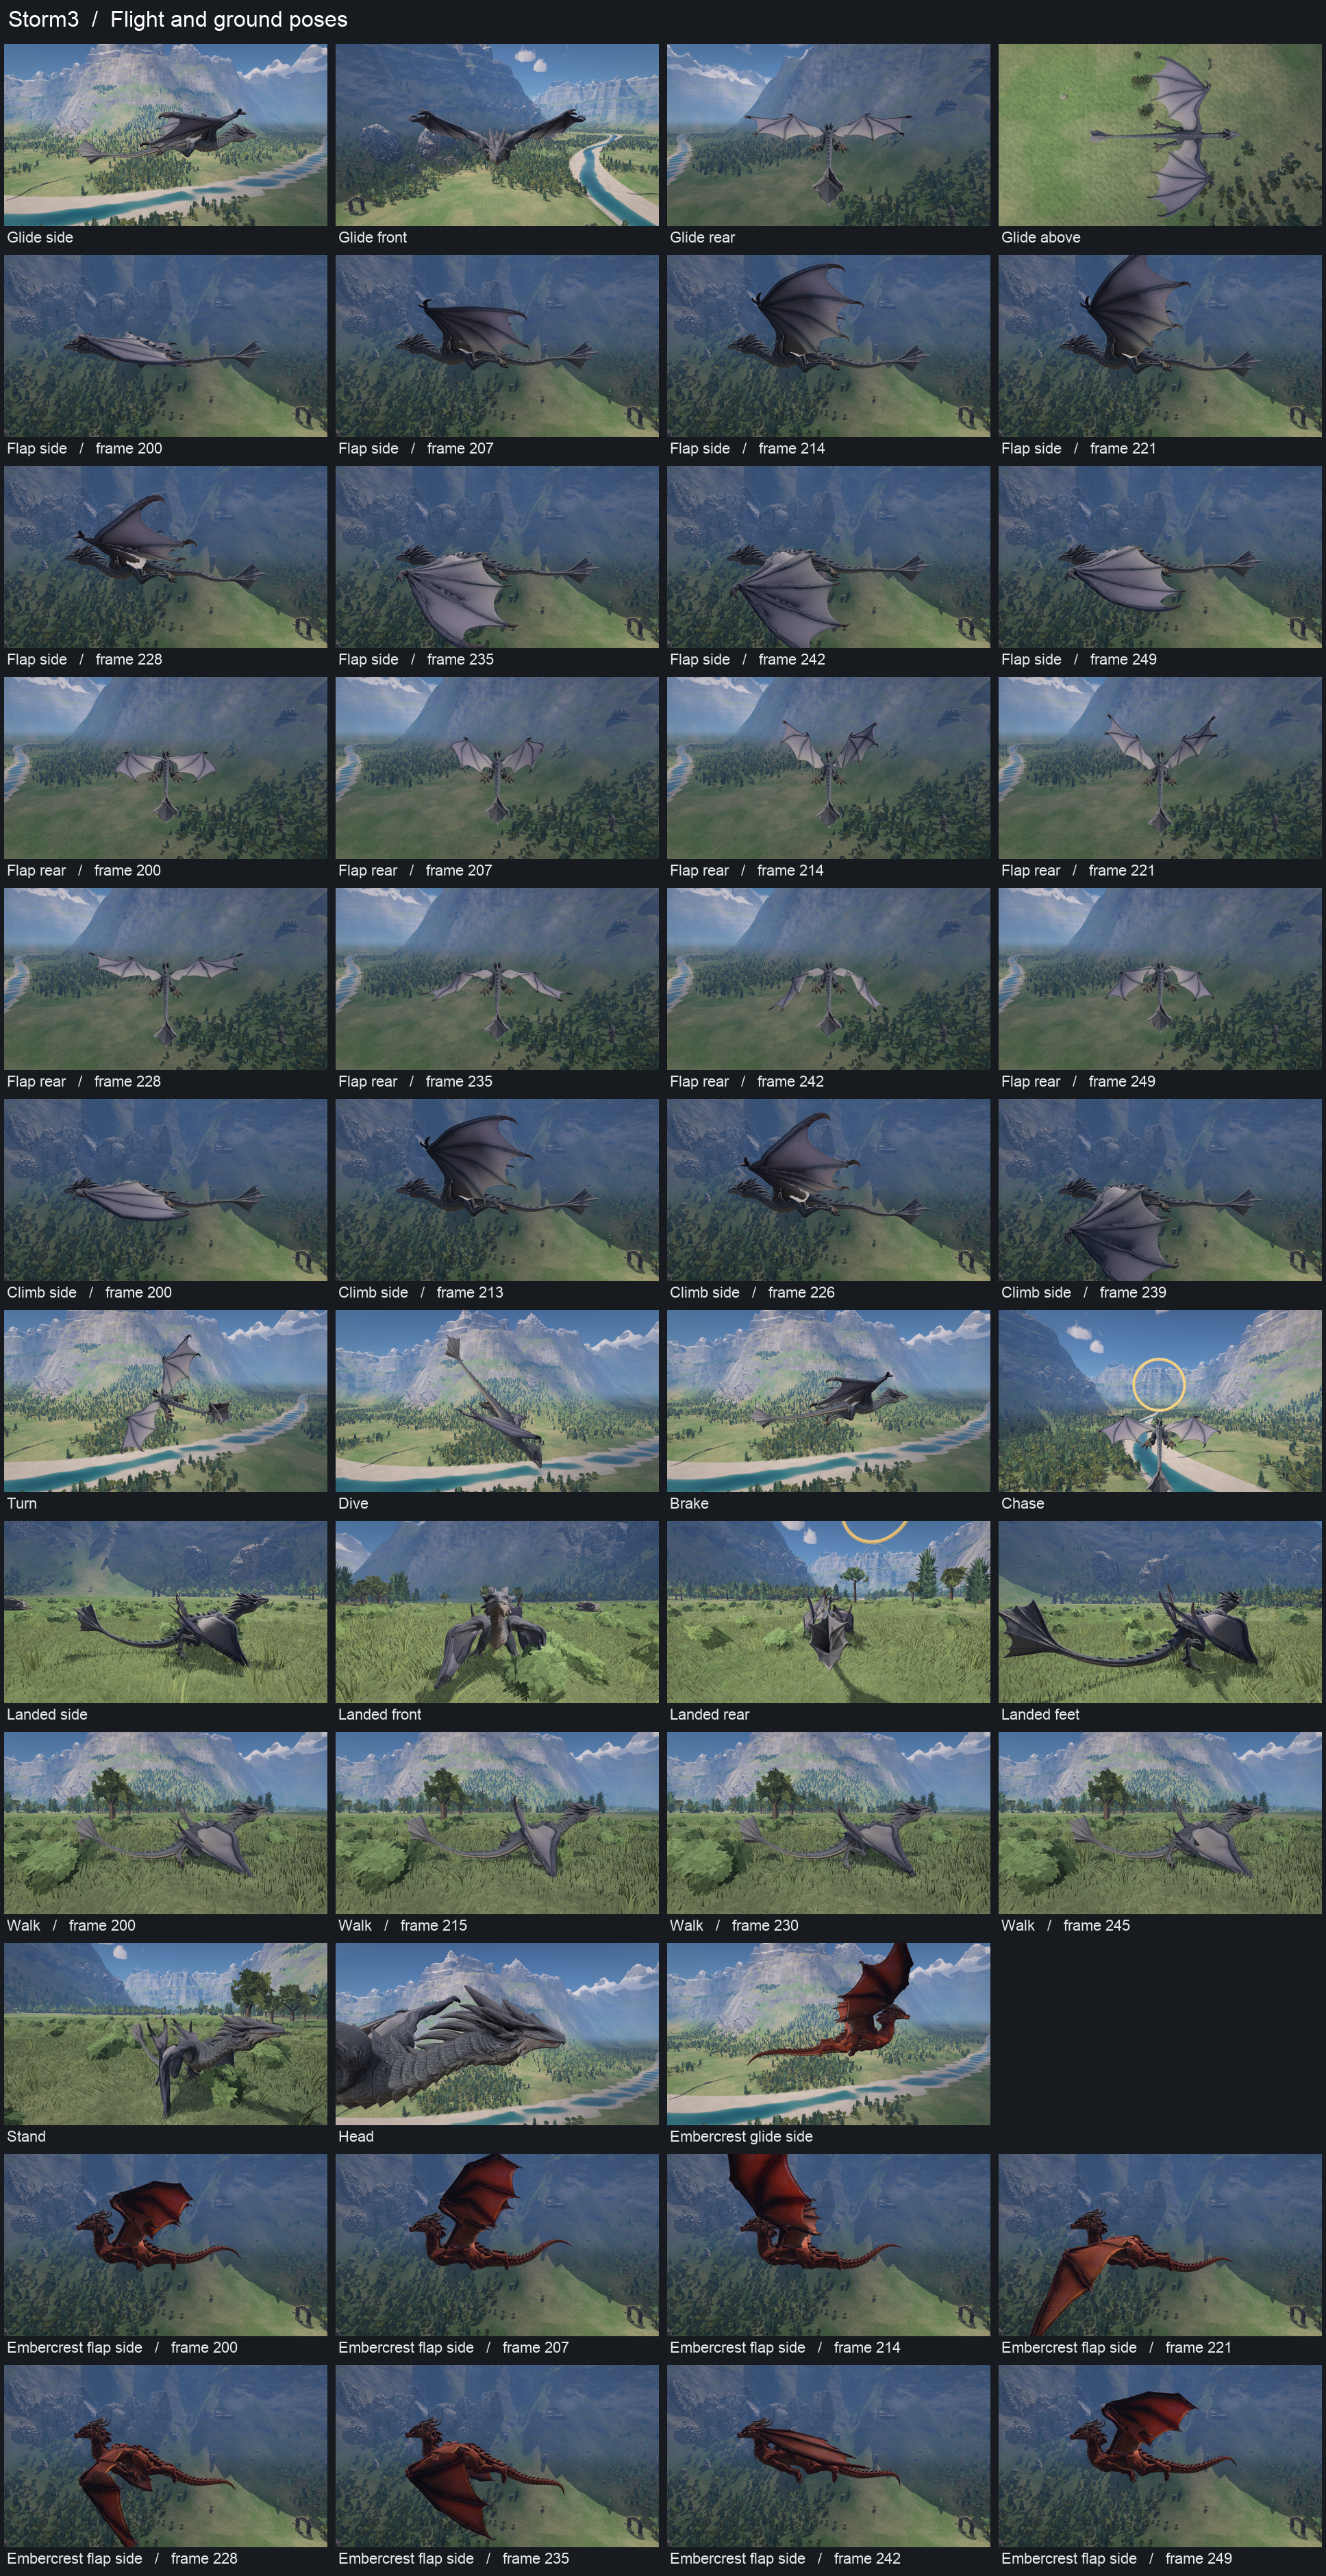 Storm3 / Flight and ground poses
Glide side
Glide front
Glide rear
Glide above
Flap side / frame 200
Flap side / frame 207
Flap side / frame 214
Flap side / frame 221
Flap side / frame 228
Flap side / frame 235
Flap side / frame 242
Flap side / frame 249
Flap rear / frame 200
Flap rear / frame 207
Flap rear / frame 214
Flap rear / frame 221
Flap rear / frame 228
Flap rear / frame 235
Flap rear / frame 242
Flap rear / frame 249
Climb side / frame 200
Climb side / frame 213
Climb side / frame 226
Climb side / frame 239
Turn
Dive
Brake
Chase
Landed side
Landed front
Landed rear
Landed feet
Walk / frame 200
Walk / frame 215
Walk / frame 230
Walk / frame 245
Stand
Head
Embercrest glide side
Embercrest flap side / frame 200
Embercrest flap side / frame 207
Embercrest flap side / frame 214
Embercrest flap side / frame 221
Embercrest flap side / frame 228
Embercrest flap side / frame 235
Embercrest flap side / frame 242
Embercrest flap side / frame 249